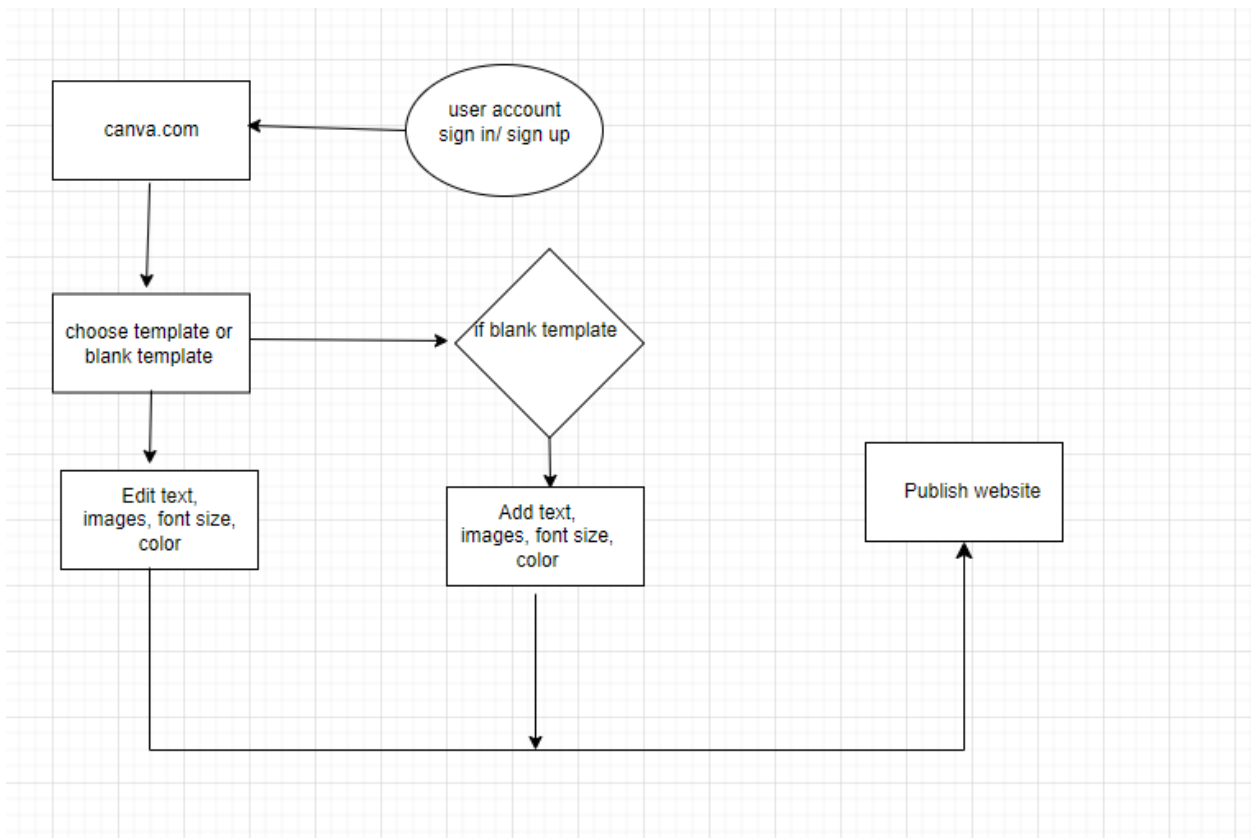 canva.com
user account
sign in/ sign up
choose template or
blank template
if blank template
Edit text,
images, font size,
color
Add text,
images, font size,
color
Publish website